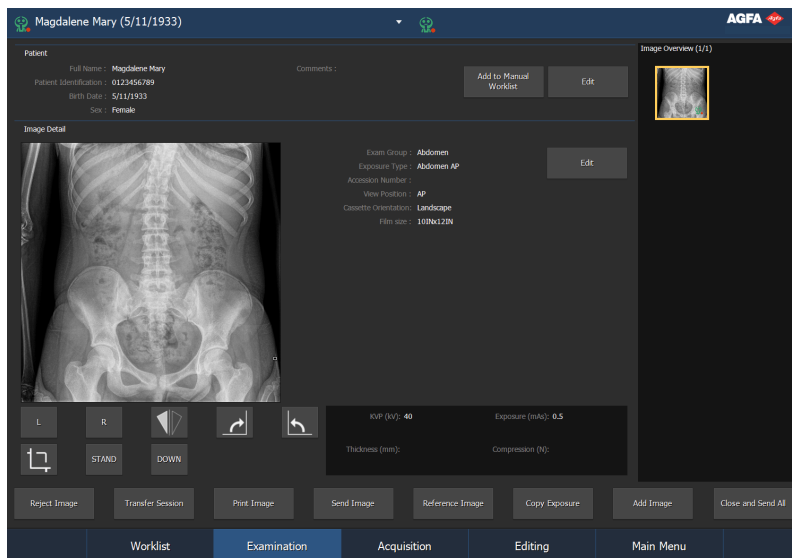 Magdalene Mary (5/11/1933)
AGFA
Patient
Full Name : Magdalene Mary
Comments :
Patient Identification : 0123456789
Birth Date : 5/11/1933
Sex : Female
Add to Manual
Worklist
Edit
Image Overview (1/1)
Image Detail
Exam Group : Abdomen
Exposure Type : Abdomen AP
Accession Number :
View Position : AP
Cassette Orientation: Landscape
Film size : 10INx12IN
Edit
L
R
STAND
DOWN
KVP (kV): 40
Exposure (mAs): 0.5
Thickness (mm):
Compression (N):
Reject Image
Transfer Session
Print Image
Send Image
Reference Image
Copy Exposure
Add Image
Close and Send All
Worklist
Examination
Acquisition
Editing
Main Menu